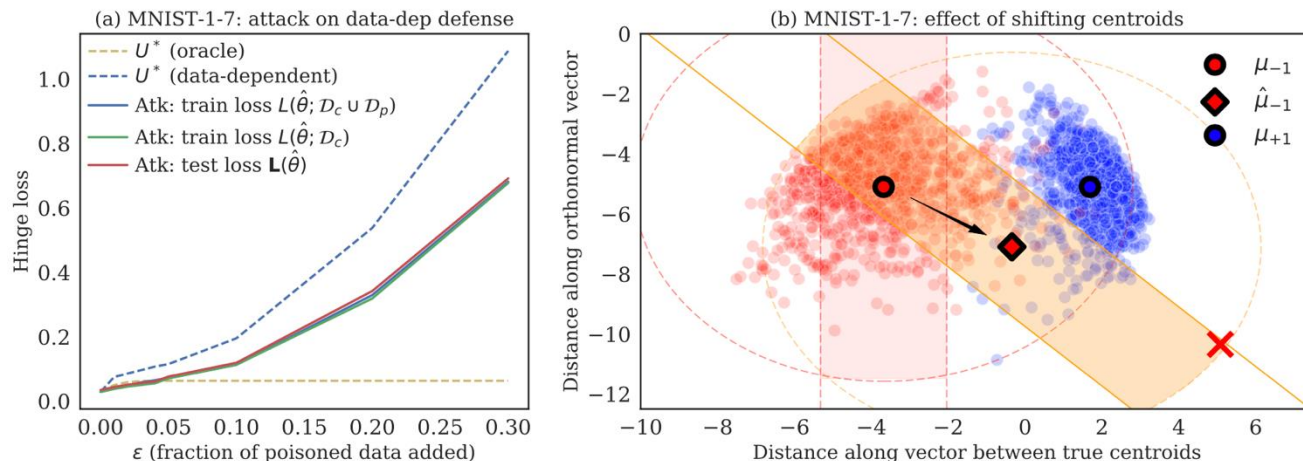 (a) MNIST-1-7: attack on data-dep defense
U* (oracle)
U* (data-dependent)
Atk: train loss L(θ̂; 𝒟c ∪ 𝒟p)
Atk: train loss L(θ̂; 𝒟c)
Atk: test loss 𝐋(θ̂)
Hinge loss
1.0
0.8
0.6
0.4
0.2
0.0
0.00 0.05 0.10 0.15 0.20 0.25 0.30
ε (fraction of poisoned data added)
(b) MNIST-1-7: effect of shifting centroids
μ₋₁
μ̂₋₁
μ₊₁
Distance along orthonormal vector
0
−2
−4
−6
−8
−10
−12
−10 −8 −6 −4 −2 0 2 4 6
Distance along vector between true centroids